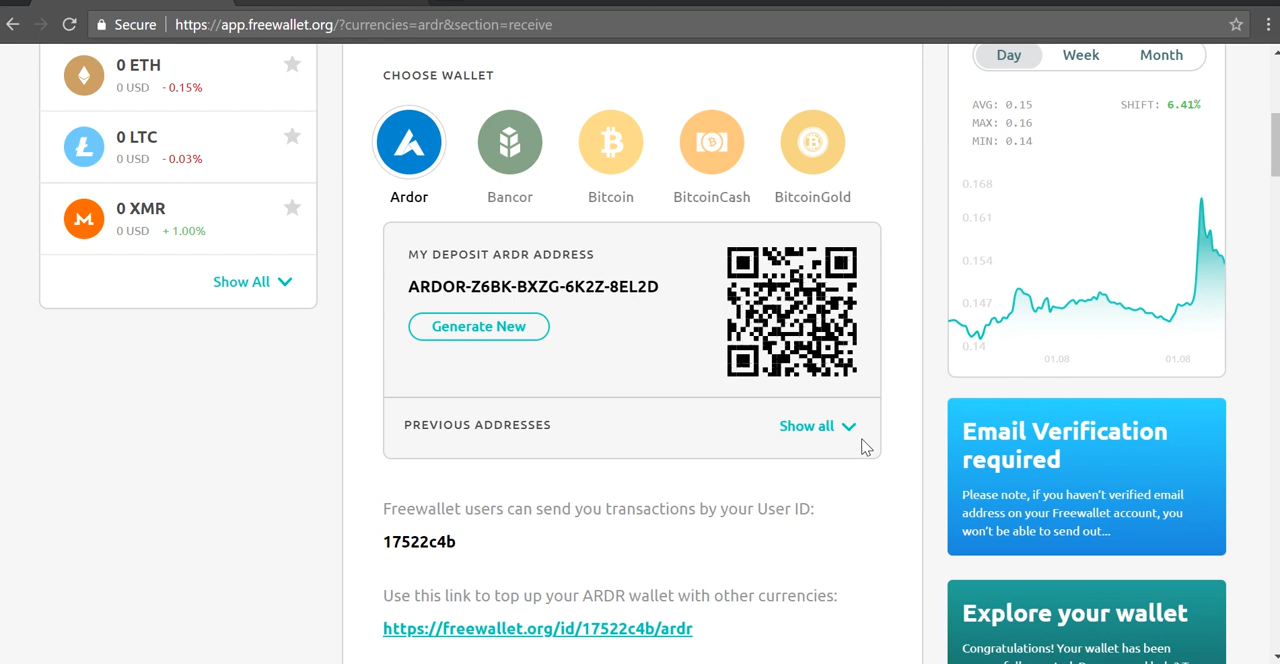 Secure
https://app.freewallet.org/?currencies=ardr&section=receive
0 ETH
0 USD - 0.15%
0 LTC
0 USD - 0.03%
0 XMR
0 USD + 1.00%
Show All
CHOOSE WALLET
Ardor
Bancor
Bitcoin
BitcoinCash
BitcoinGold
MY DEPOSIT ARDR ADDRESS
ARDOR-Z6BK-BXZG-6K2Z-8EL2D
Generate New
PREVIOUS ADDRESSES
Show all
Freewallet users can send you transactions by your User ID:
17522c4b
Use this link to top up your ARDR wallet with other currencies:
https://freewallet.org/id/17522c4b/ardr
Day Week Month
AVG: 0.15 SHIFT: 6.41%
MAX: 0.16
MIN: 0.14
0.168
0.161
0.154
0.147
0.14
01.08 01.08
Email Verification
required
Please note, if you haven't verified email
address on your Freewallet account, you
won't be able to send out...
Explore your wallet
Congratulations! Your wallet has been